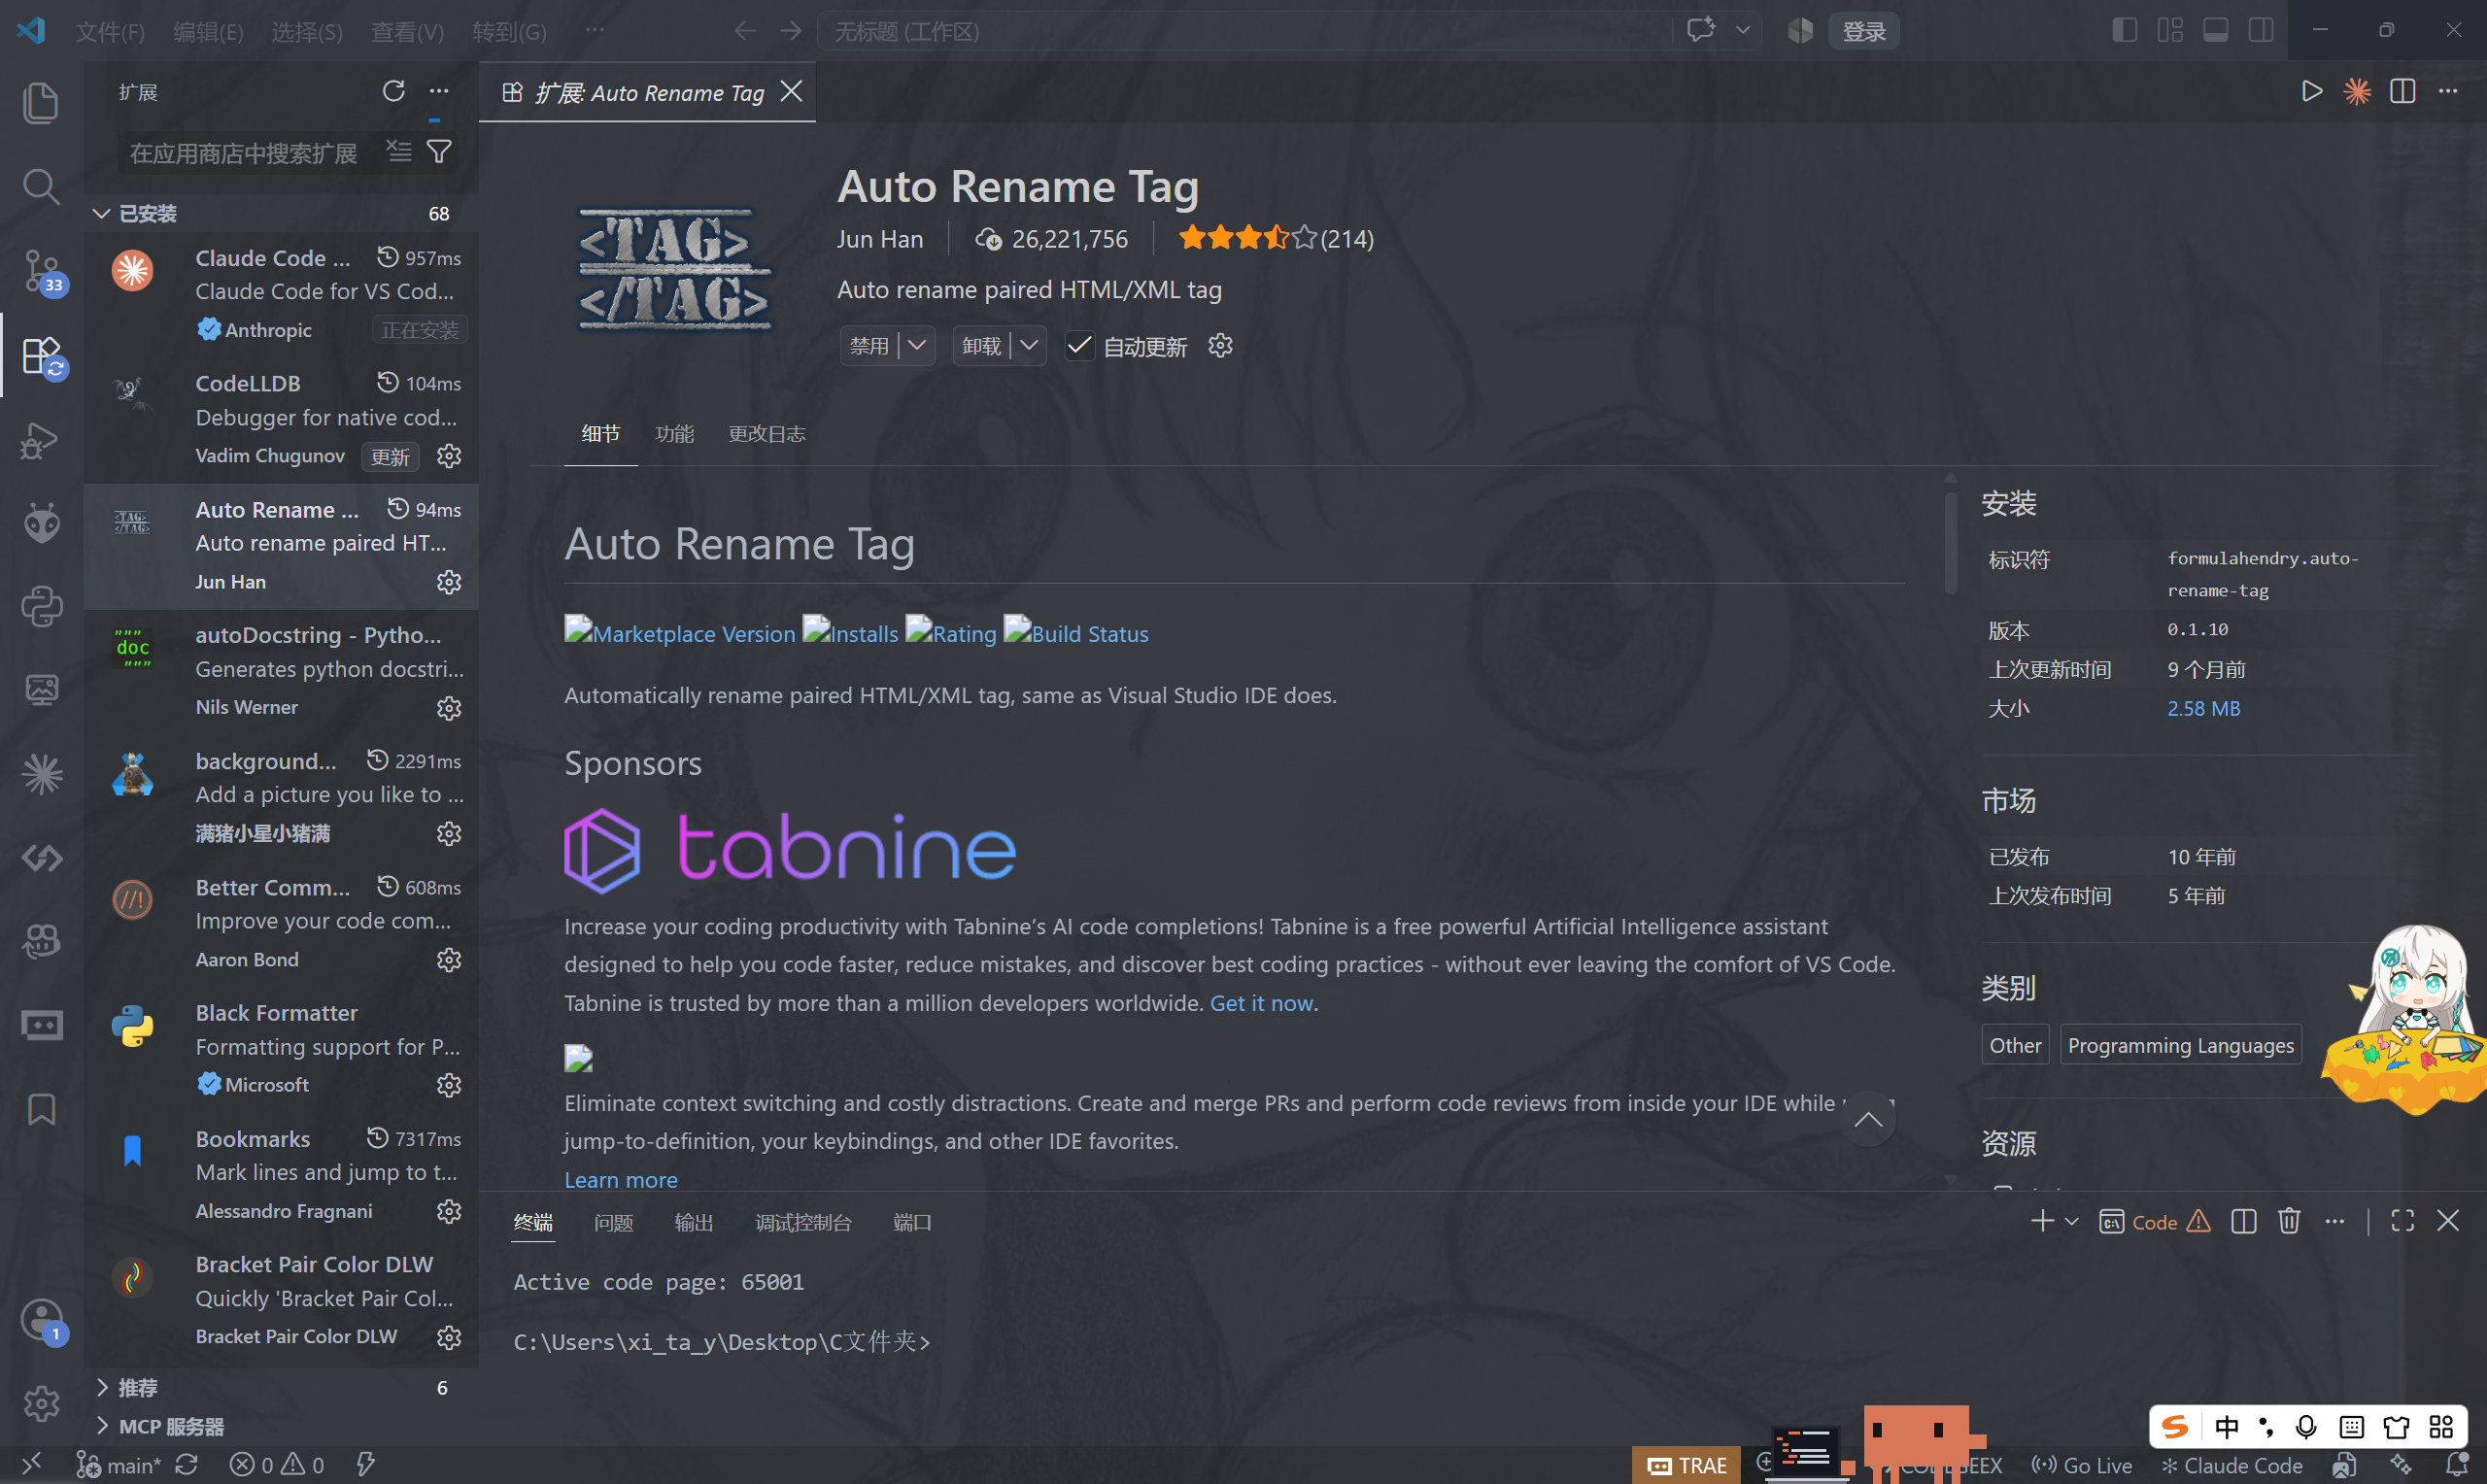 文件(F) 编辑(E) 选择(S) 查看(V) 转到(G) ··· 无标题 (工作区) 登录
扩展
扩展: Auto Rename Tag
在应用商店中搜索扩展
已安装 68
Claude Code ... 957ms
Claude Code for VS Cod...
Anthropic 正在安装
33
CodeLLDB 104ms
Debugger for native cod...
Vadim Chugunov 更新
Auto Rename ... 94ms
Auto rename paired HT...
Jun Han
autoDocstring - Pytho...
Generates python docstri...
Nils Werner
"""
doc
"""
background... 2291ms
Add a picture you like to ...
满猪小星小猪满
Better Comm... 608ms
Improve your code com...
Aaron Bond
//!
Black Formatter
Formatting support for P...
Microsoft
Bookmarks 7317ms
Mark lines and jump to t...
Alessandro Fragnani
Bracket Pair Color DLW
Quickly 'Bracket Pair Col...
Bracket Pair Color DLW
1
推荐 6
MCP 服务器
<TAG>
</TAG>
Auto Rename Tag
Jun Han 26,221,756 (214)
Auto rename paired HTML/XML tag
禁用 卸载 自动更新
细节 功能 更改日志
Auto Rename Tag
Marketplace Version Installs Rating Build Status
Automatically rename paired HTML/XML tag, same as Visual Studio IDE does.
Sponsors
tabnine
Increase your coding productivity with Tabnine’s AI code completions! Tabnine is a free powerful Artificial Intelligence assistant
designed to help you code faster, reduce mistakes, and discover best coding practices - without ever leaving the comfort of VS Code.
Tabnine is trusted by more than a million developers worldwide. Get it now.
Eliminate context switching and costly distractions. Create and merge PRs and perform code reviews from inside your IDE while
jump-to-definition, your keybindings, and other IDE favorites.
Learn more
安装
标识符 formulahendry.auto-
rename-tag
版本 0.1.10
上次更新时间 9 个月前
大小 2.58 MB
市场
已发布 10 年前
上次发布时间 5 年前
类别
Other Programming Languages
资源
终端 问题 输出 调试控制台 端口 Code
Active code page: 65001
C:\Users\xi_ta_y\Desktop\C文件夹>
中
main* 0 0 TRAE Go Live Claude Code